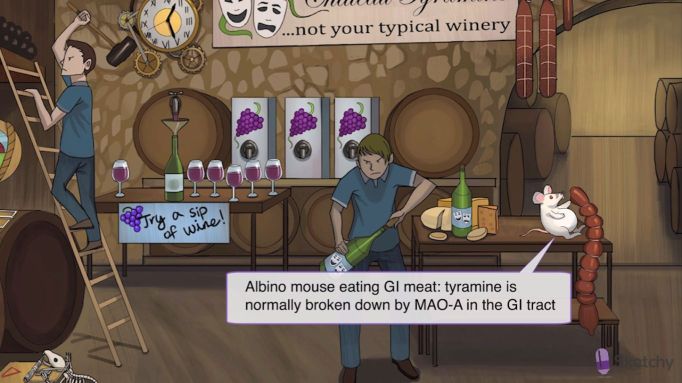 ...not your typical winery
Try a sip
of wine!
Albino mouse eating GI meat: tyramine is
normally broken down by MAO-A in the GI tract
Sketchy